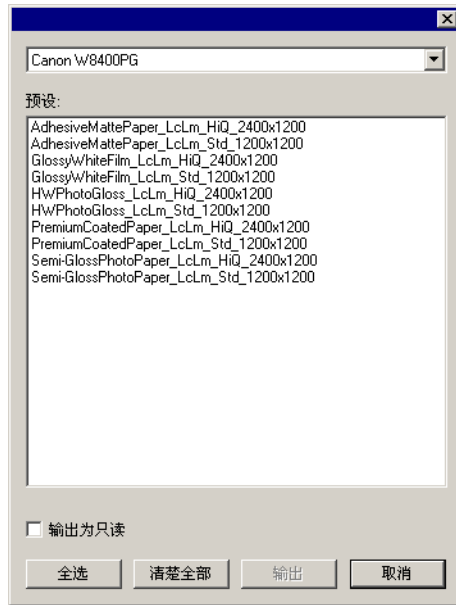 Canon W8400PG
预设:
AdhesiveMattePaper_LcLm_HiQ_2400x1200
AdhesiveMattePaper_LcLm_Std_1200x1200
GlossyWhiteFilm_LcLm_HiQ_2400x1200
GlossyWhiteFilm_LcLm_Std_1200x1200
HWPhotoGloss_LcLm_HiQ_2400x1200
HWPhotoGloss_LcLm_Std_1200x1200
PremiumCoatedPaper_LcLm_HiQ_2400x1200
PremiumCoatedPaper_LcLm_Std_1200x1200
Semi-GlossPhotoPaper_LcLm_HiQ_2400x1200
Semi-GlossPhotoPaper_LcLm_Std_1200x1200
输出为只读
全选 清楚全部 输出 取消